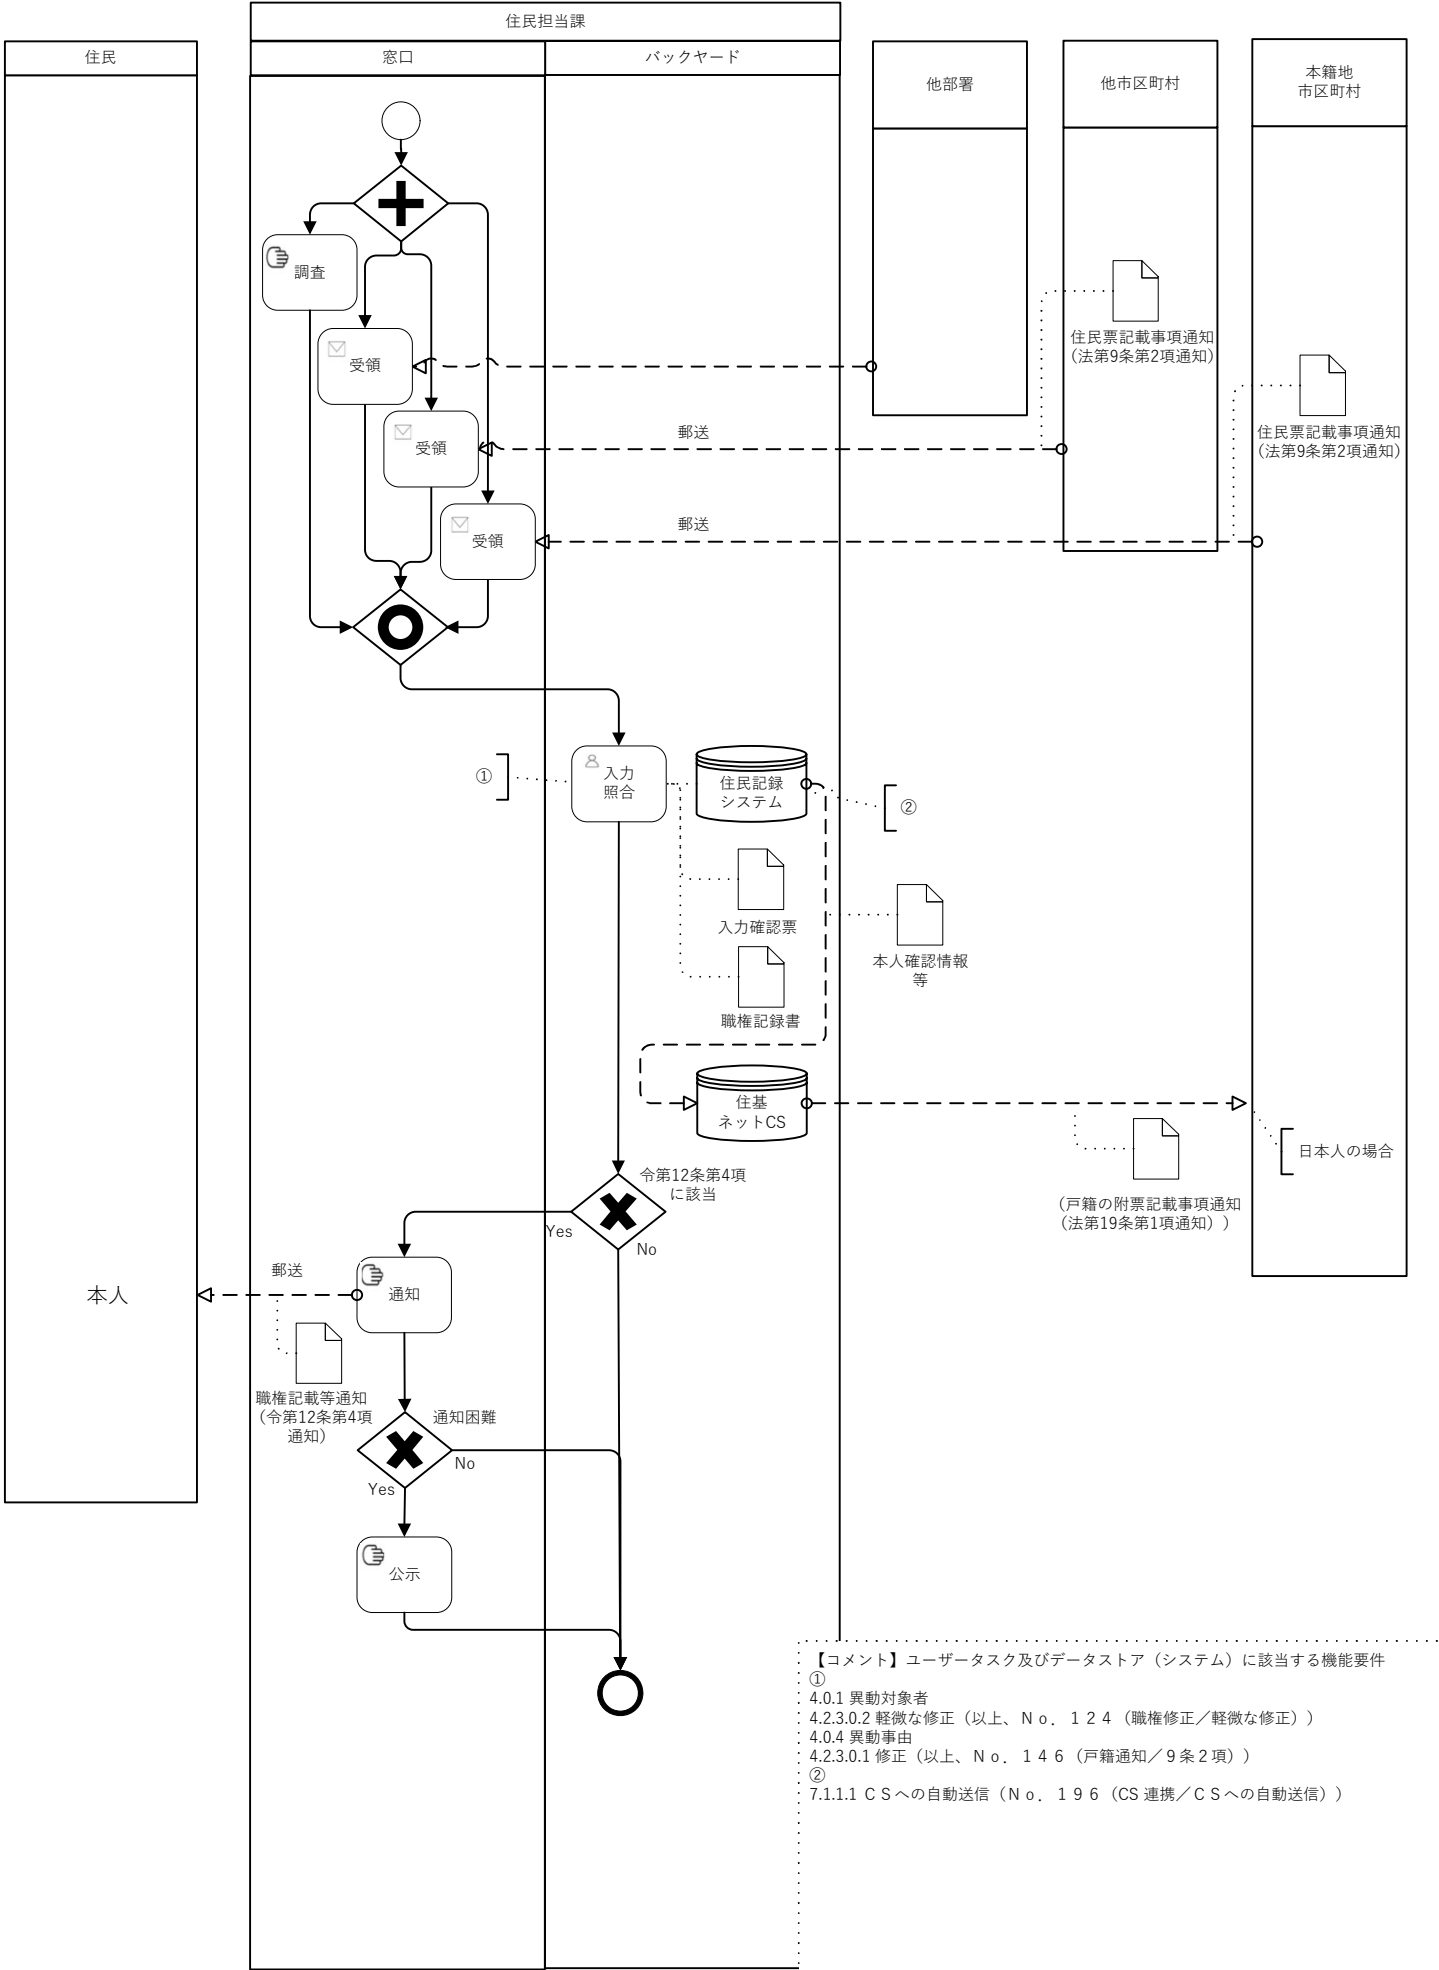 住民担当課
住民
窓口
バックヤード
他部署
他市区町村
本籍地
市区町村
調査
受領
住民票記載事項通知
（法第9条第2項通知）
郵送
受領
住民票記載事項通知
（法第9条第2項通知）
郵送
受領
①
入力
照合
住民記録
システム
②
入力確認票
本人確認情報
等
職権記録書
住基
ネットCS
日本人の場合
（戸籍の附票記載事項通知
（法第19条第1項通知））
令第12条第4項
に該当
Yes
No
郵送
本人
通知
職権記載等通知
（令第12条第4項
通知）
通知困難
No
Yes
公示
【コメント】ユーザータスク及びデータストア（システム）に該当する機能要件
①
4.0.1 異動対象者
4.2.3.0.2 軽微な修正（以上、Ｎｏ．１２４（職権修正／軽微な修正））
4.0.4 異動事由
4.2.3.0.1 修正（以上、Ｎｏ．１４６（戸籍通知／９条２項））
②
7.1.1.1 ＣＳへの自動送信（Ｎｏ．１９６（CS 連携／ＣＳへの自動送信））